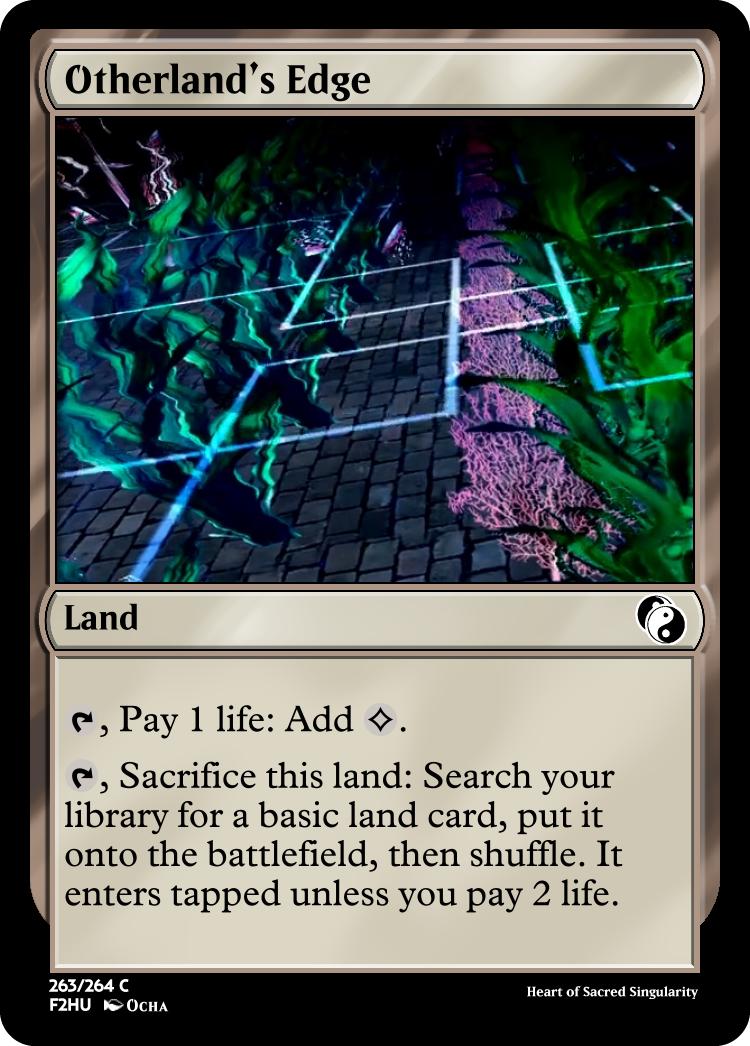 Otherland's Edge
Land
, Pay 1 life: Add .
, Sacrifice this land: Search your
library for a basic land card, put it
onto the battlefield, then shuffle. It
enters tapped unless you pay 2 life.
263/264 C
F2HU Ocha
Heart of Sacred Singularity